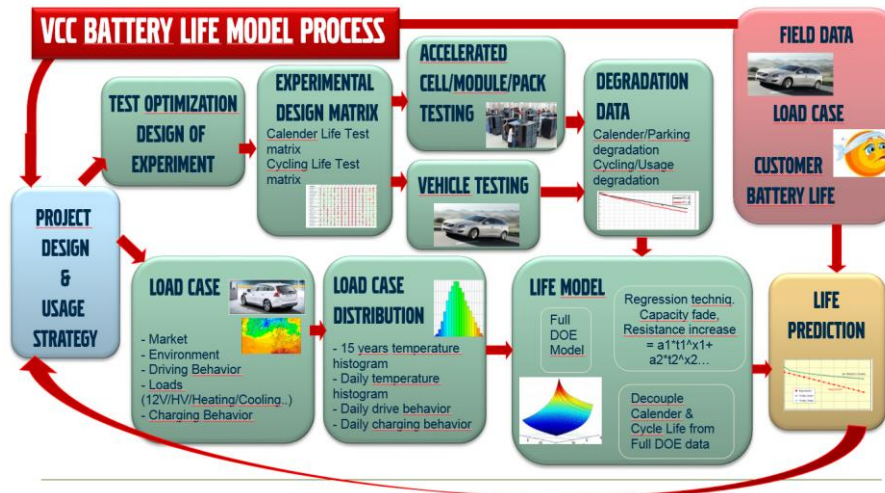 VCC BATTERY LIFE MODEL PROCESS
TEST OPTIMIZATION
DESIGN OF
EXPERIMENT
EXPERIMENTAL
DESIGN MATRIX
Calender Life Test
matrix
Cycling Life Test
matrix
ACCELERATED
CELL/MODULE/PACK
TESTING
VEHICLE TESTING
DEGRADATION
DATA
Calender/Parking
degradation
Cycling/Usage
degradation
FIELD DATA
LOAD CASE
CUSTOMER
BATTERY LIFE
PROJECT
DESIGN
&
USAGE
STRATEGY
LOAD CASE
- Market
- Environment
- Driving Behavior
- Loads
(12V/HV/Heating/Cooling..)
- Charging Behavior
LOAD CASE
DISTRIBUTION
- 15 years temperature
histogram
- Daily temperature
histogram
- Daily drive behavior
- Daily charging behavior
LIFE MODEL
Full
DOE
Model
Regression techniq.
Capacity fade,
Resistance increase
= a1*t1^x1+
a2*t2^x2...
Decouple
Calender &
Cycle Life from
Full DOE data
LIFE
PREDICTION